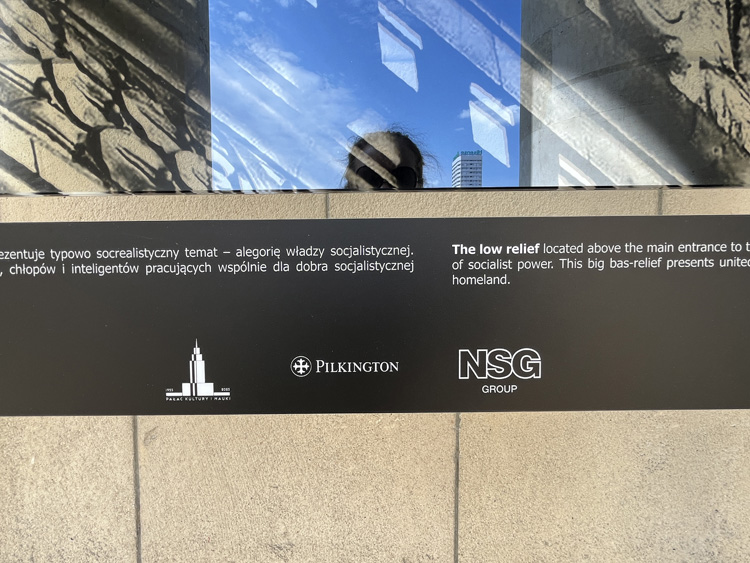 ezentuje typowo socrealistyczny temat – alegorię władzy socjalistycznej.
, chłopów i inteligentów pracujących wspólnie dla dobra socjalistycznej
The low relief located above the main entrance to t
of socialist power. This big bas-relief presents united
homeland.
PAŁAC KULTURY I NAUKI
PILKINGTON
NSG
GROUP